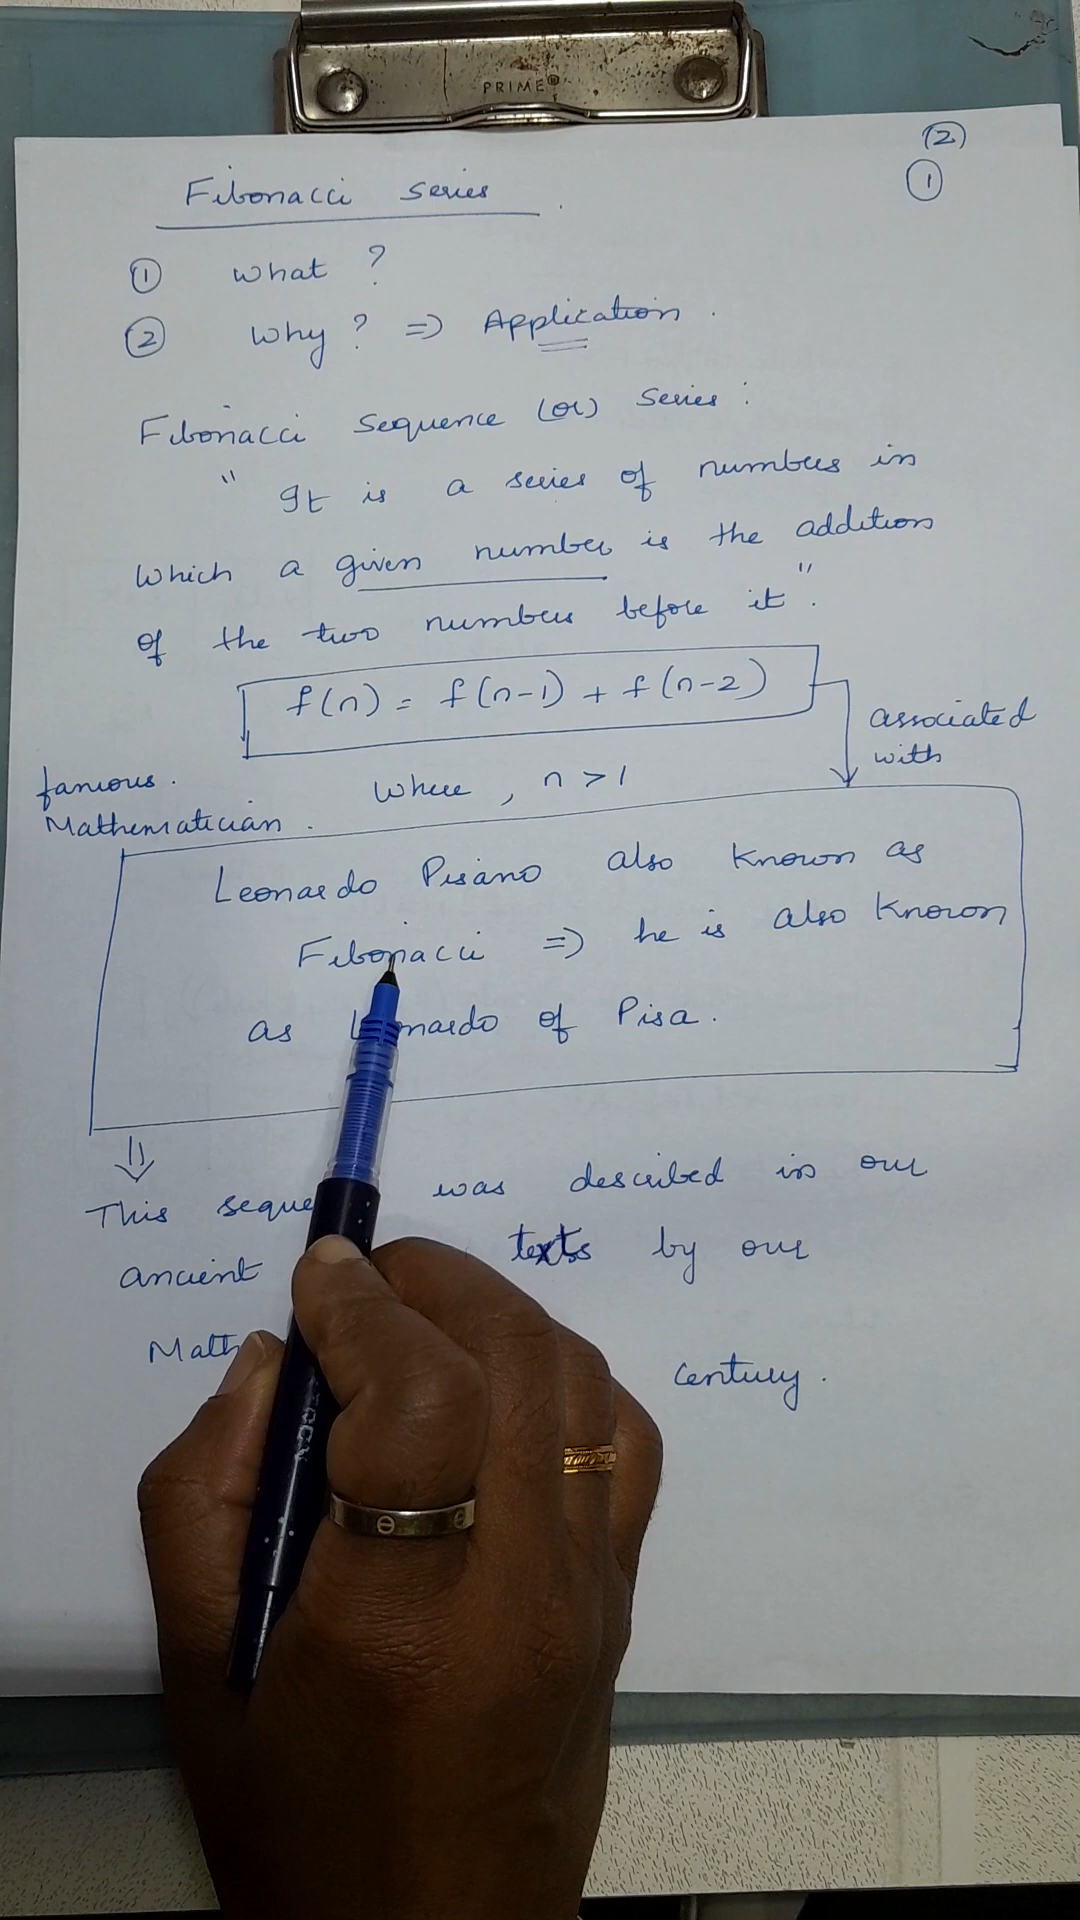 PRIME
(2)
①
Fibonacci series
① what ?
② Why ? => Application.
Fibonacci Sequence (or) Series :
" It is a series of numbers in
which a given number is the addition
of the two numbers before it".
f(n) = f(n-1) + f(n-2)
associated
with
where, n > 1
famous.
Mathematician.
Leonardo Pisano also known as
Fibonacci => he is also known
as Leonardo of Pisa.
This was described in our
ancient texts by our
century.